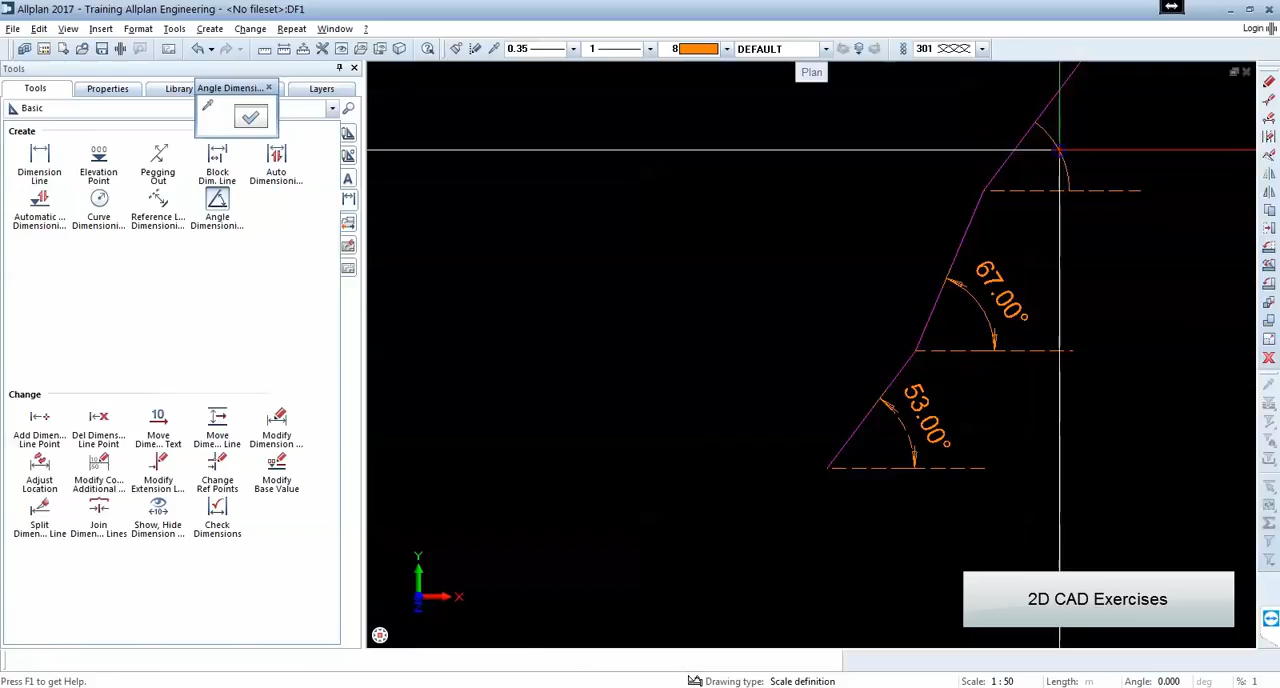 Allplan 2017 - Training Allplan Engineering - <No fileset>:DF1
File Edit View Insert Format Tools Create Change Repeat Window ?
Login
0.35 1 8 DEFAULT 301
Tools
Plan
Tools Properties Library Angle Dimensi... Layers
Basic
Create
Dimension Line
Elevation Point
Pegging Out
Block Dim. Line
Auto Dimensioni...
Automatic ... Dimensioni...
Curve Dimensioni...
Reference L... Dimensioni...
Angle Dimensioni...
67.00°
53.00°
Change
Add Dimen... Line Point
Del Dimens... Line Point
Move Dime... Text
Move Dime... Line
Modify Dimension ...
Adjust Location
Modify Co... Additional ...
Modify Extension L...
Change Ref Points
Modify Base Value
Split Dimen... Line
Join Dimen... Lines
Show, Hide Dimension ...
Check Dimensions
Y
X
2D CAD Exercises
Press F1 to get Help.
Drawing type: Scale definition
Scale: 1 : 50
Length: m
Angle: 0.000 deg
%: 1